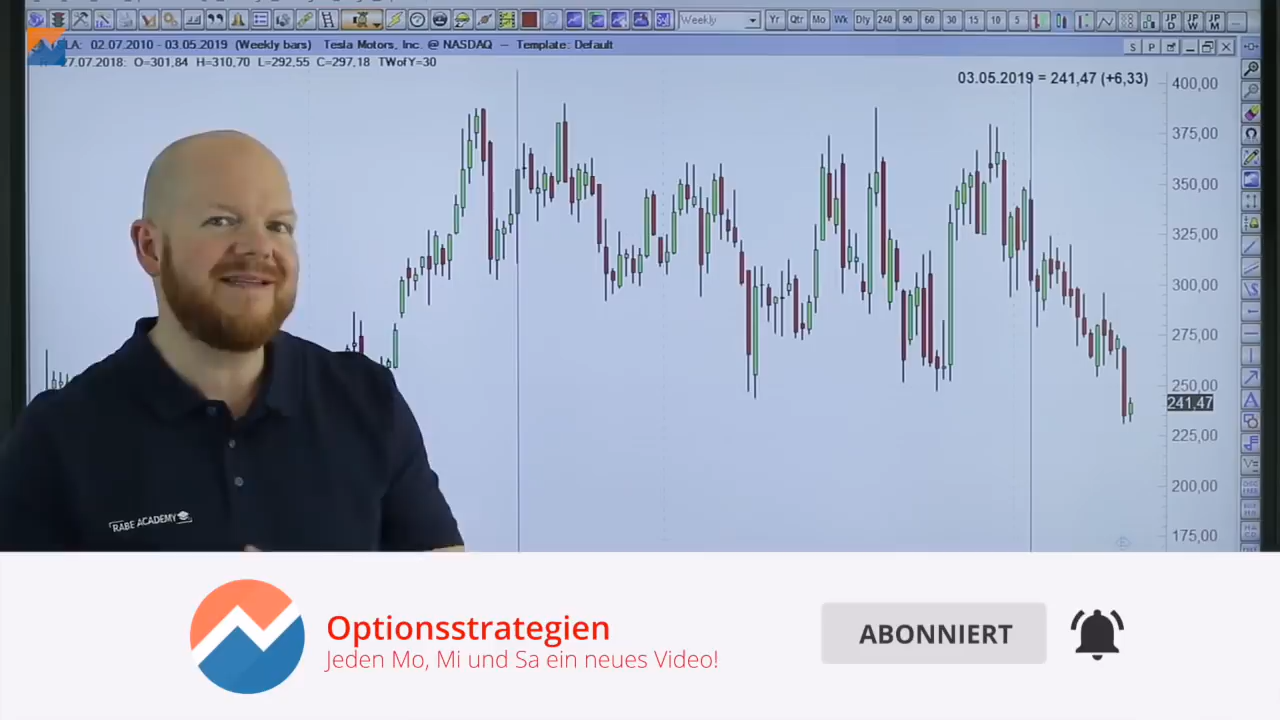 Weekly
Yr Qtr Mo Wk Dly 240 90 60 30 15 10 5
JP D JP W JP M
LA: 02.07.2010 - 03.05.2019 (Weekly bars) Tesla Motors, Inc. @ NASDAQ – Template: Default
S P
27.07.2018: O=301,84 H=310,70 L=292,55 C=297,18 TWofY=30
03.05.2019 = 241,47 (+6,33)
400,00
375,00
350,00
325,00
300,00
275,00
250,00
241,47
225,00
200,00
175,00
RABE ACADEMY
Optionsstrategien
Jeden Mo, Mi und Sa ein neues Video!
ABONNIERT